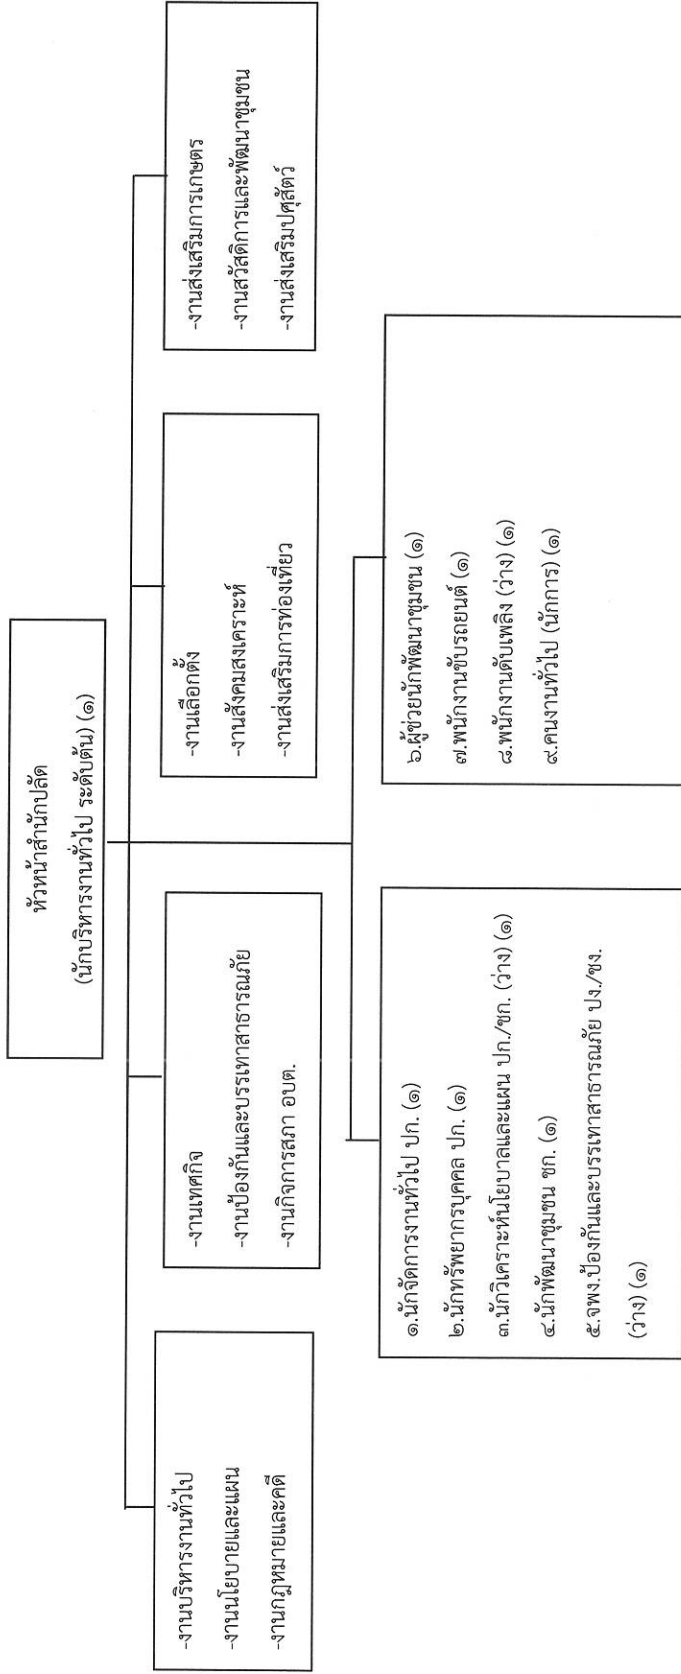 หัวหน้าสำนักปลัด
(นักบริหารงานทั่วไป ระดับต้น) (๑)
-งานบริหารงานทั่วไป
-งานนโยบายและแผน
-งานกฎหมายและคดี
-งานเทศกิจ
-งานป้องกันและบรรเทาสาธารณภัย
-งานกิจการสภา อบต.
-งานเลือกตั้ง
-งานสังคมสงเคราะห์
-งานส่งเสริมการท่องเที่ยว
-งานส่งเสริมการเกษตร
-งานสวัสดิการและพัฒนาชุมชน
-งานส่งเสริมปศุสัตว์
๑.นักจัดการงานทั่วไป ปก. (๑)
๒.นักทรัพยากรบุคคล ปก. (๑)
๓.นักวิเคราะห์นโยบายและแผน ปก./ชก. (ว่าง) (๑)
๔.นักพัฒนาชุมชน ชก. (๑)
๕.จพง.ป้องกันและบรรเทาสาธารณภัย ปง./ชง.
(ว่าง) (๑)
๖.ผู้ช่วยนักพัฒนาชุมชน (๑)
๗.พนักงานขับรถยนต์ (๑)
๘.พนักงานดับเพลิง (ว่าง) (๑)
๙.คนงานทั่วไป (นักการ) (๑)